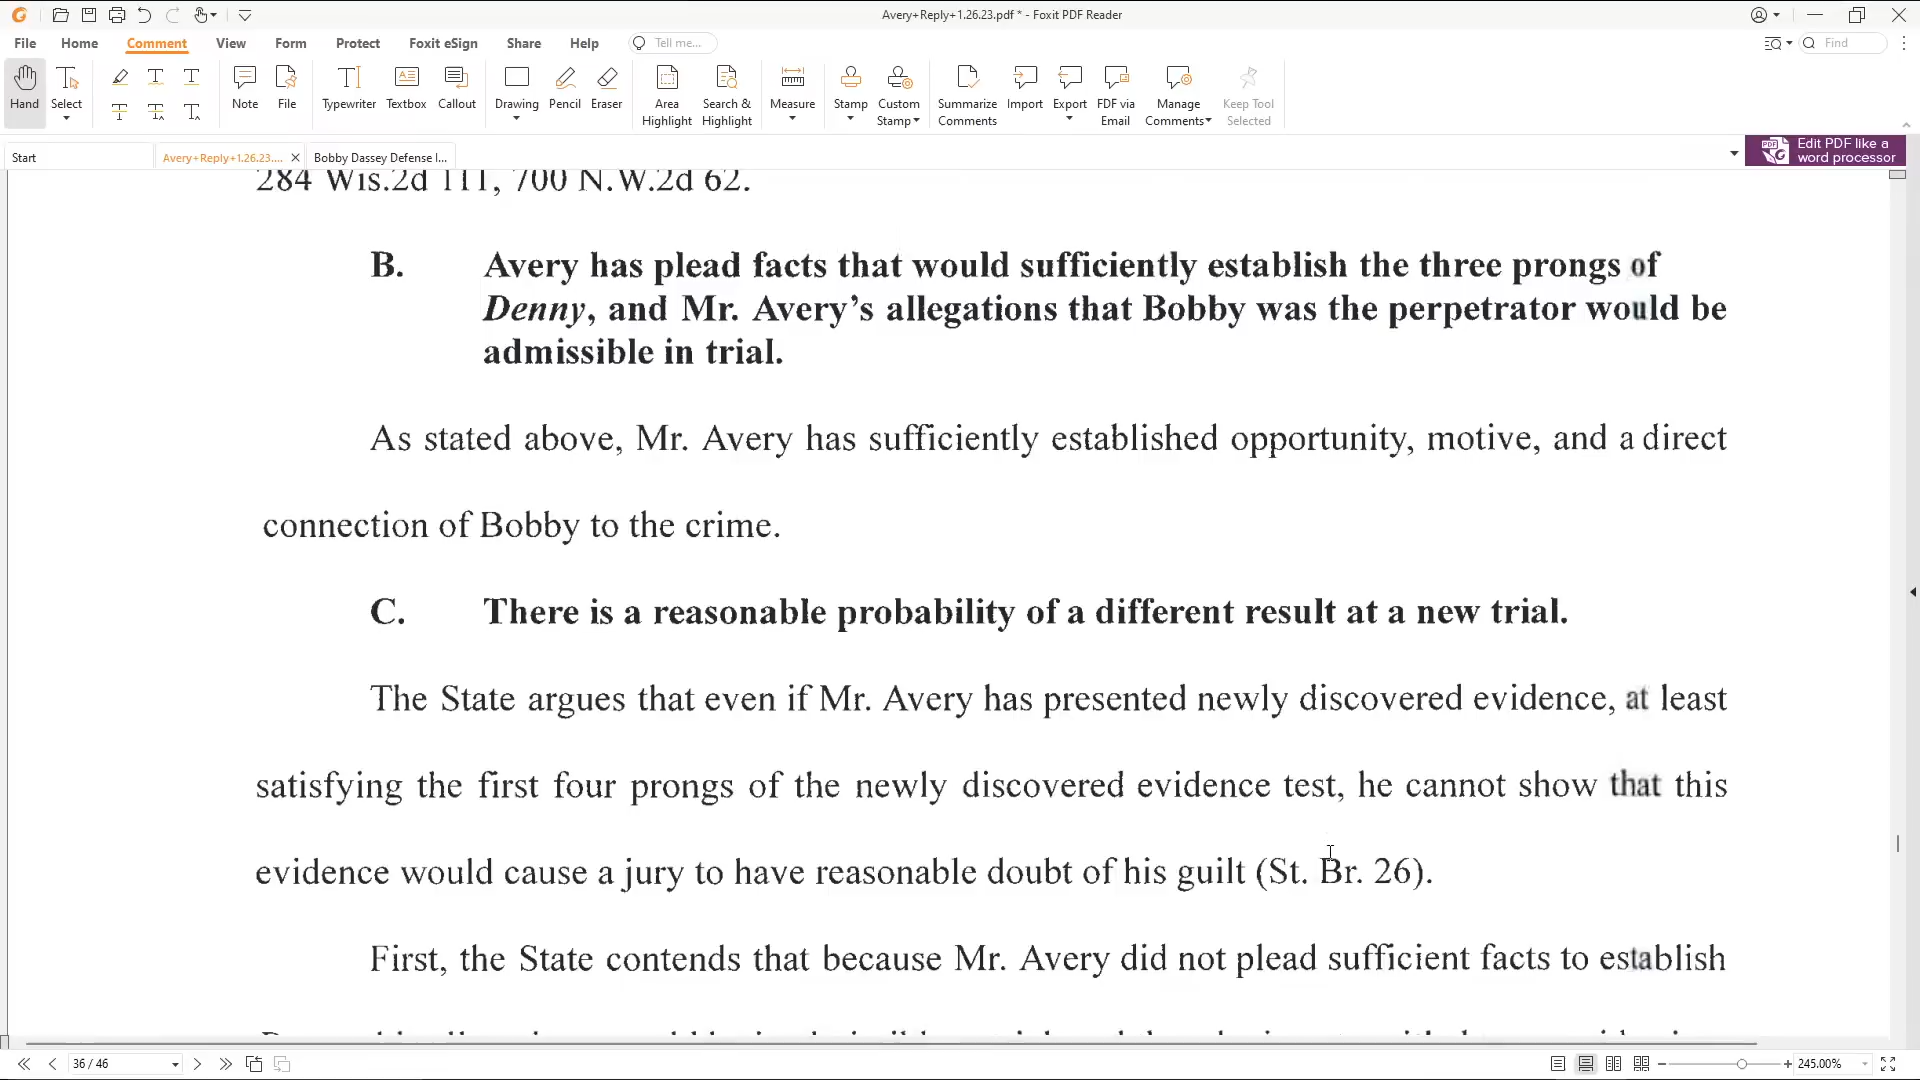 Avery+Reply+1.26.23.pdf * - Foxit PDF Reader
File Home Comment View Form Protect Foxit eSign Share Help Tell me... Find
Hand Select Note File Typewriter Textbox Callout Drawing Pencil Eraser Area Highlight Search & Highlight Measure Stamp Custom Stamp Summarize Comments Import Export FDF via Email Manage Comments Keep Tool Selected
Start Avery+Reply+1.26.23.... Bobby Dassey Defense I... Edit PDF like a
word processor
284 Wis.2d 111, 700 N.W.2d 62.
B. Avery has plead facts that would sufficiently establish the three prongs of
Denny, and Mr. Avery’s allegations that Bobby was the perpetrator would be
admissible in trial.
As stated above, Mr. Avery has sufficiently established opportunity, motive, and a direct
connection of Bobby to the crime.
C. There is a reasonable probability of a different result at a new trial.
The State argues that even if Mr. Avery has presented newly discovered evidence, at least
satisfying the first four prongs of the newly discovered evidence test, he cannot show that this
evidence would cause a jury to have reasonable doubt of his guilt (St. Br. 26).
First, the State contends that because Mr. Avery did not plead sufficient facts to establish
36 / 46 245.00%